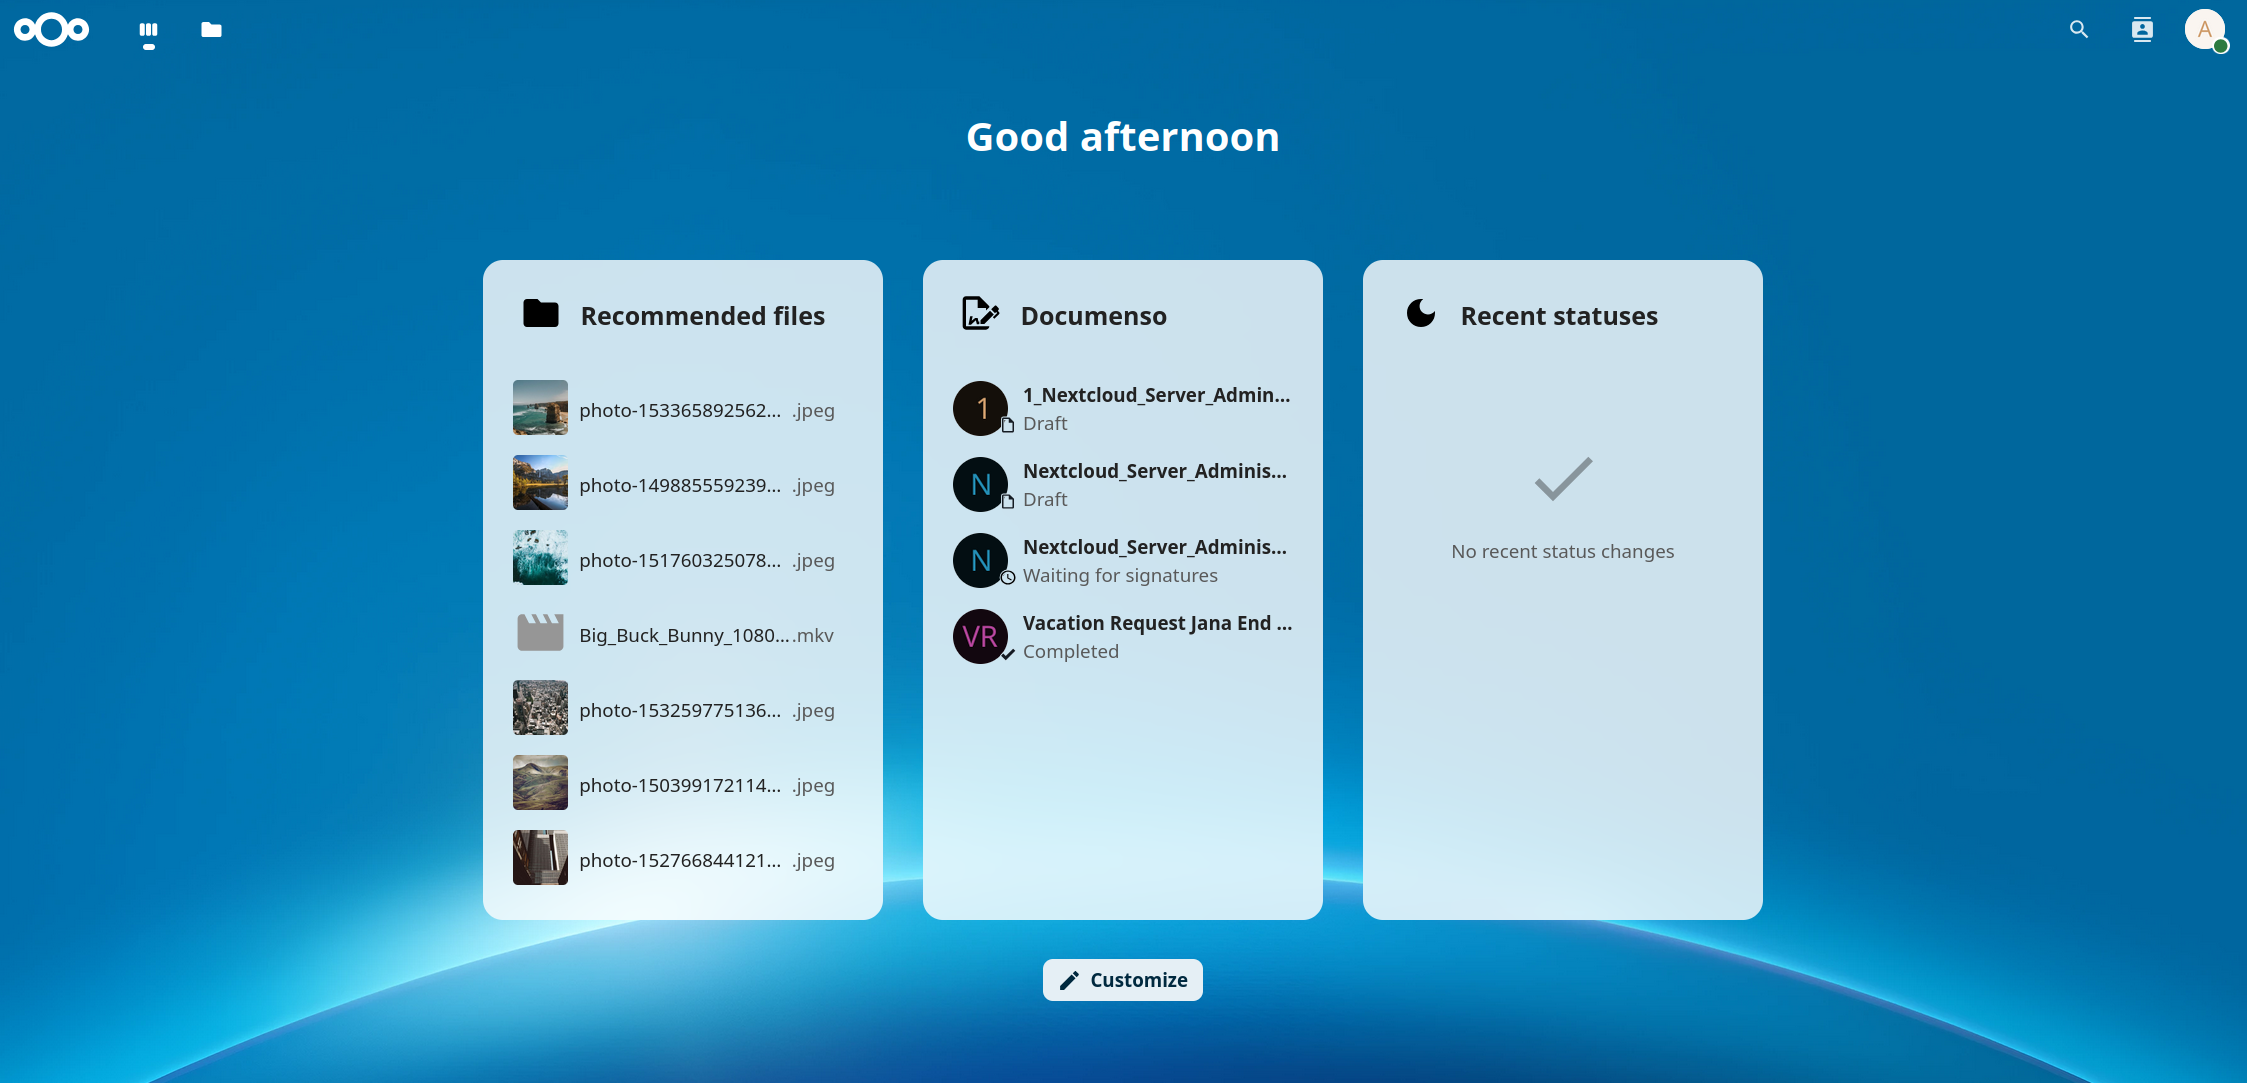 A
Good afternoon
Recommended files
photo-153365892562... .jpeg
photo-149885559239... .jpeg
photo-151760325078... .jpeg
Big_Buck_Bunny_1080... .mkv
photo-153259775136... .jpeg
photo-150399172114... .jpeg
photo-152766844121... .jpeg
Documenso
1
1_Nextcloud_Server_Admin...
Draft
N
Nextcloud_Server_Adminis...
Draft
N
Nextcloud_Server_Adminis...
Waiting for signatures
VR
Vacation Request Jana End ...
Completed
Recent statuses
No recent status changes
Customize